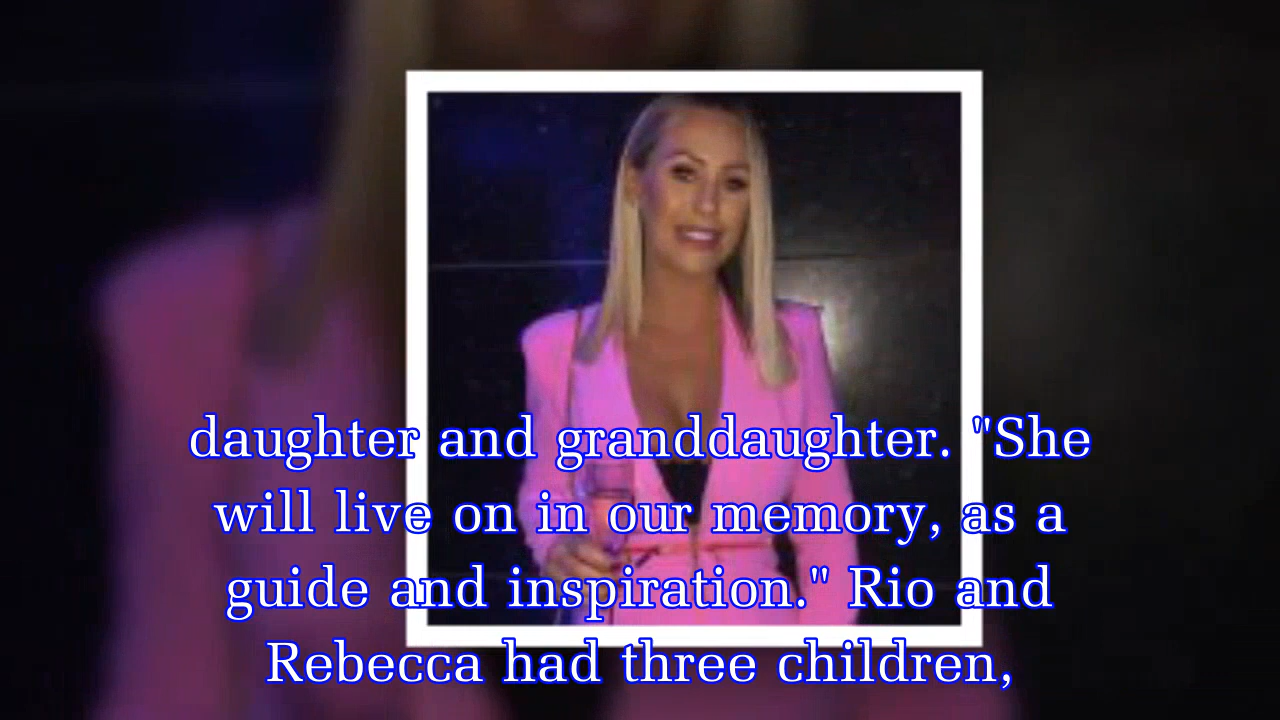 daughter and granddaughter. "She
will live on in our memory, as a
guide and inspiration." Rio and
Rebecca had three children,